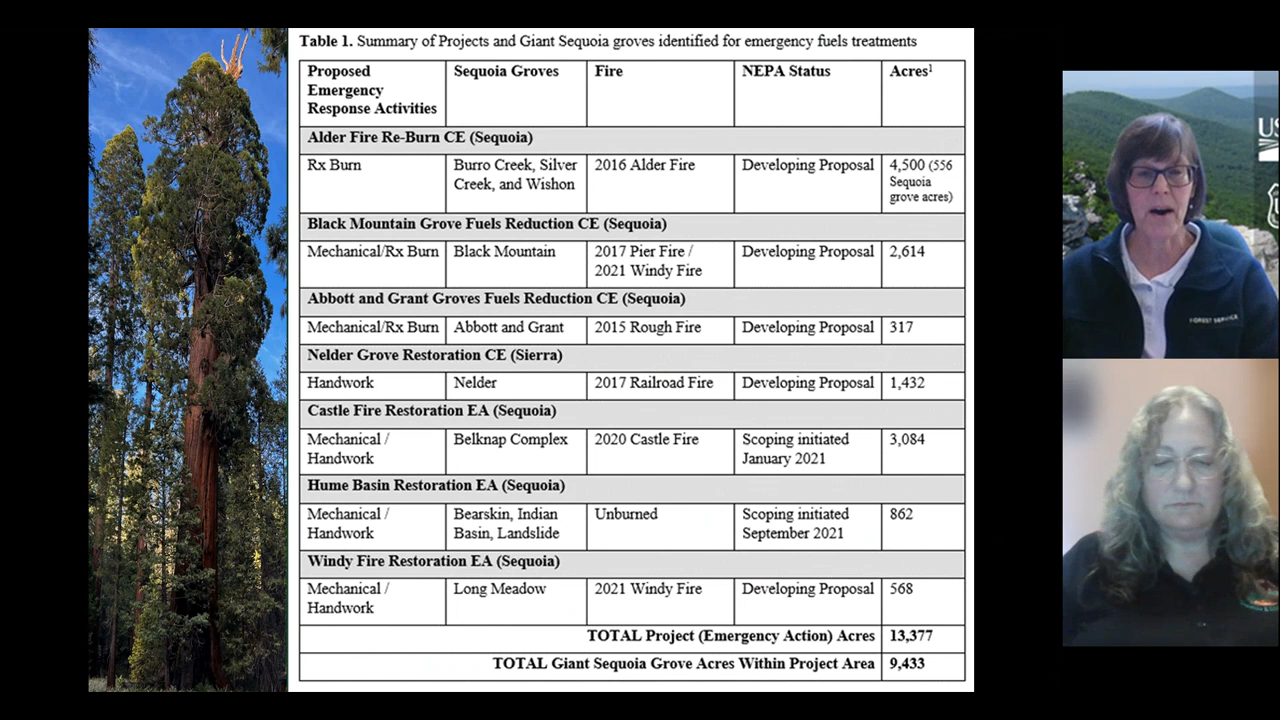 Table 1. Summary of Projects and Giant Sequoia groves identified for emergency fuels treatments
Proposed Emergency Response Activities Sequoia Groves Fire NEPA Status Acres1
Alder Fire Re-Burn CE (Sequoia)
Rx Burn Burro Creek, Silver Creek, and Wishon 2016 Alder Fire Developing Proposal 4,500 (556 Sequoia grove acres)
Black Mountain Grove Fuels Reduction CE (Sequoia)
Mechanical/Rx Burn Black Mountain 2017 Pier Fire / 2021 Windy Fire Developing Proposal 2,614
Abbott and Grant Groves Fuels Reduction CE (Sequoia)
Mechanical/Rx Burn Abbott and Grant 2015 Rough Fire Developing Proposal 317
Nelder Grove Restoration CE (Sierra)
Handwork Nelder 2017 Railroad Fire Developing Proposal 1,432
Castle Fire Restoration EA (Sequoia)
Mechanical / Handwork Belknap Complex 2020 Castle Fire Scoping initiated January 2021 3,084
Hume Basin Restoration EA (Sequoia)
Mechanical / Handwork Bearskin, Indian Basin, Landslide Unburned Scoping initiated September 2021 862
Windy Fire Restoration EA (Sequoia)
Mechanical / Handwork Long Meadow 2021 Windy Fire Developing Proposal 568
TOTAL Project (Emergency Action) Acres 13,377
TOTAL Giant Sequoia Grove Acres Within Project Area 9,433
US
FOREST SERVICE